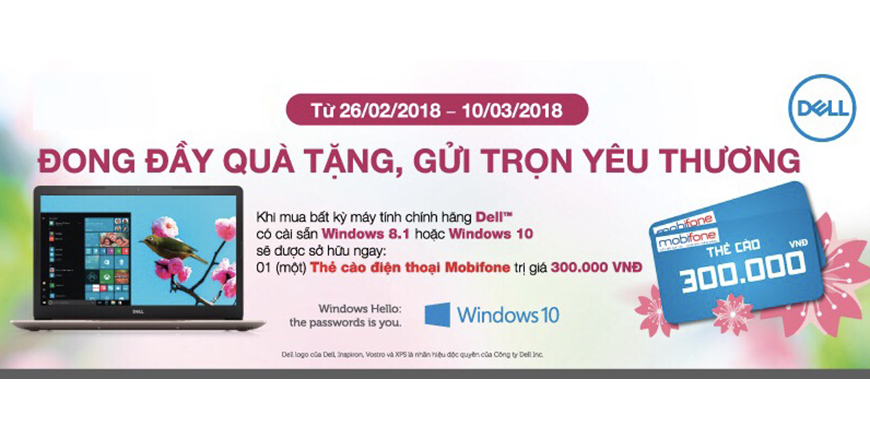 Từ 26/02/2018 – 10/03/2018
DELL
ĐONG ĐẦY QUÀ TẶNG, GỬI TRỌN YÊU THƯƠNG
Khi mua bất kỳ máy tính chính hãng Dell™
có cài sẵn Windows 8.1 hoặc Windows 10
sẽ được sở hữu ngay:
01 (một) Thẻ cào điện thoại Mobifone trị giá 300.000 VNĐ
mobifone
mobifone
THẺ CÀO
300.000 VNĐ
Windows Hello:
the passwords is you.
Windows 10
DELL
Dell logo của Dell, Inspiron, Vostro và XPS là nhãn hiệu độc quyền của Công ty Dell Inc.